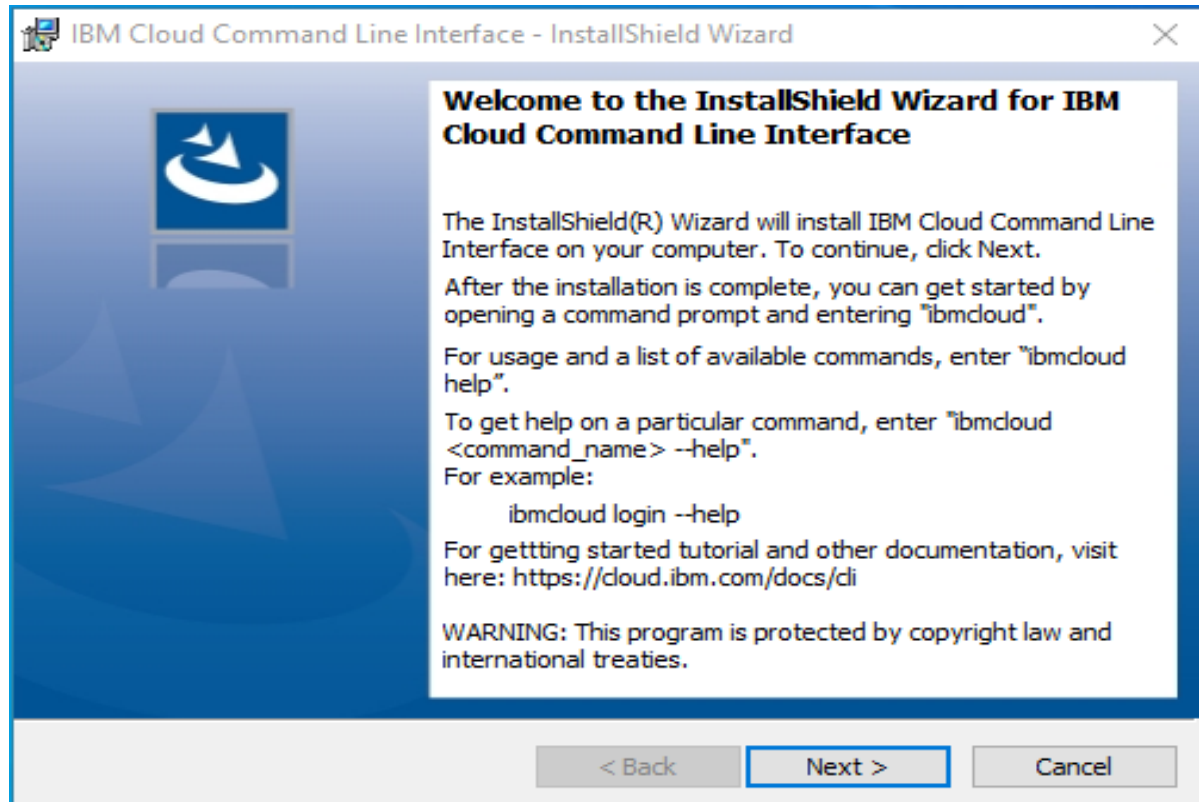 IBM Cloud Command Line Interface - InstallShield Wizard
Welcome to the InstallShield Wizard for IBM
Cloud Command Line Interface
The InstallShield(R) Wizard will install IBM Cloud Command Line
Interface on your computer. To continue, click Next.
After the installation is complete, you can get started by
opening a command prompt and entering "ibmcloud".
For usage and a list of available commands, enter "ibmcloud
help”.
To get help on a particular command, enter "ibmcloud
<command_name> --help".
For example:
ibmcloud login --help
For gettting started tutorial and other documentation, visit
here: https://cloud.ibm.com/docs/cli
WARNING: This program is protected by copyright law and
international treaties.
< Back Next > Cancel